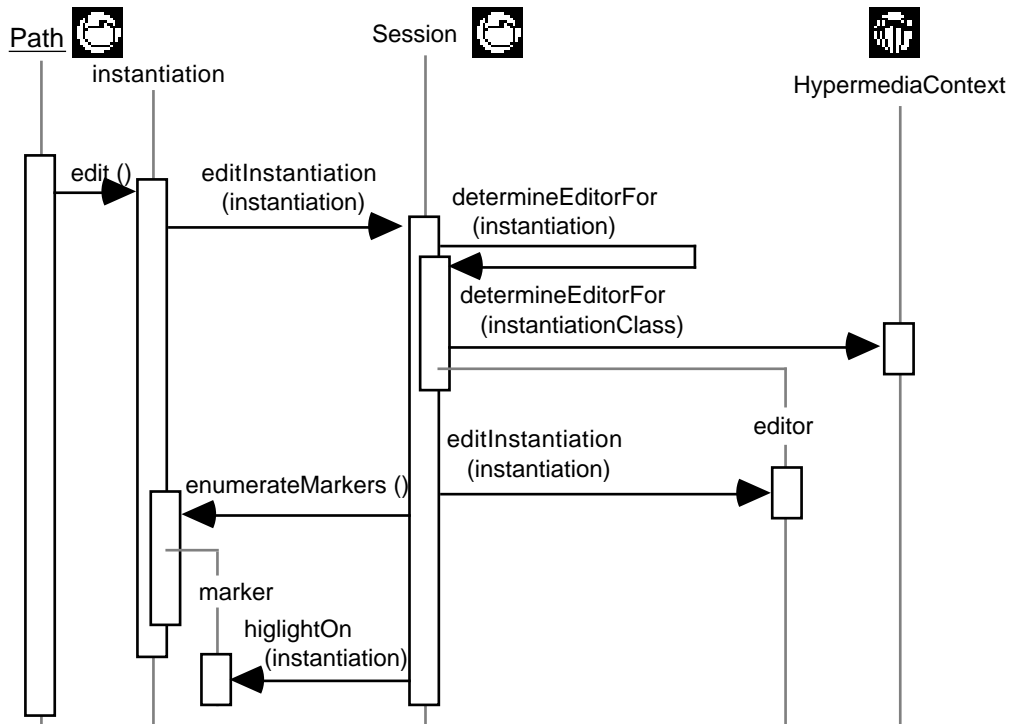 Path
Session
instantiation
HypermediaContext
edit ()
editInstantiation
(instantiation)
determineEditorFor
(instantiation)
determineEditorFor
(instantiationClass)
editor
editInstantiation
(instantiation)
enumerateMarkers ()
marker
higlightOn
(instantiation)